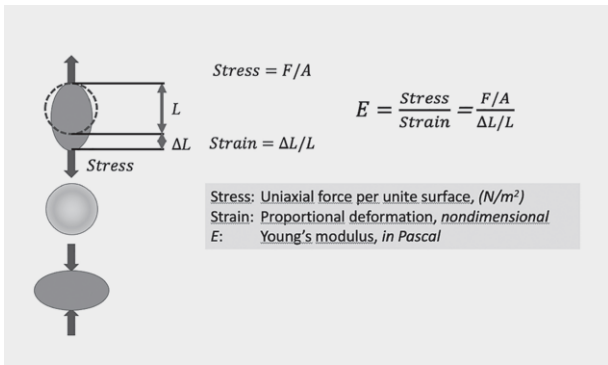 Stress = F/A
E = Stress/Strain = F/A / ΔL/L
L
ΔL
Strain = ΔL/L
Stress
Stress: Uniaxial force per unite surface, (N/m²)
Strain: Proportional deformation, nondimensional
E: Young's modulus, in Pascal